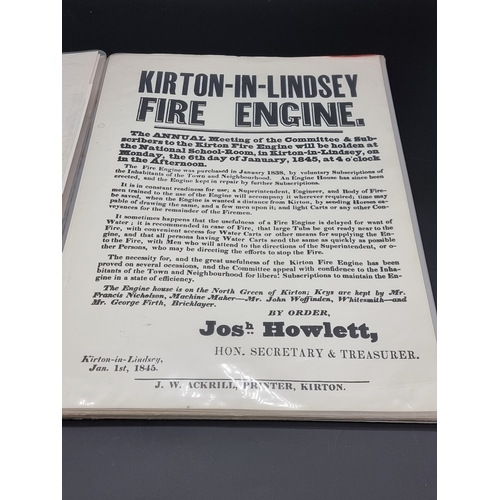 KIRTON-IN-LINDSEY
FIRE ENGINE.
The ANNUAL Meeting of the Committee & Sub-
scribers to the Kirton Fire Engine will be holden at
the National School-Room, in Kirton-in-Lindsey, on
Monday, the 6th day of January, 1845, at 4 o'clock
in the Afternoon.
The Fire Engine was purchased in January 1838, by voluntary Subscriptions of
the Inhabitants of the Town and Neighbourhood. An Engine House has since been
erected, and the Engine kept in repair by further Subscriptions.
It is in constant readiness for use; a Superintendent, Engineer, and Body of Fire-
men trained to the use of the Engine will accompany it wherever required; time may
be saved, when the Engine is wanted a distance from Kirton, by sending Horses ca-
pable of drawing the same, and a few men upon it; and light Carts or any other Con-
veyances for the remainder of the Firemen.
It sometimes happens that the usefulness of a Fire Engine is delayed for want of
Water; it is recommended in case of Fire, that large Tubs be got ready near to the
Fire, with convenient access for Water Carts or other means for supplying the En-
gine, and that all persons having Water Carts send the same as quickly as possible
to the Fire, with Men who will attend to the directions of the Superintendent, or o-
ther Persons, who may be directing the efforts to stop the Fire.
The necessity for, and the great usefulness of the Kirton Fire Engine has been
proved on several occasions, and the Committee appeal with confidence to the Inha-
bitants of the Town and Neighbourhood for liberal Subscriptions to maintain the En-
gine in a state of efficiency.
The Engine house is on the North Green of Kirton; Keys are kept by Mr.
Francis Nicholson, Machine Maker—Mr. John Woffinden, Whitesmith—and
Mr. George Firth, Bricklayer.
BY ORDER,
Josh Howlett,
HON. SECRETARY & TREASURER.
Kirton-in-Lindsey,
Jan. 1st, 1845.
J. W. ACKRILL, PRINTER, KIRTON.